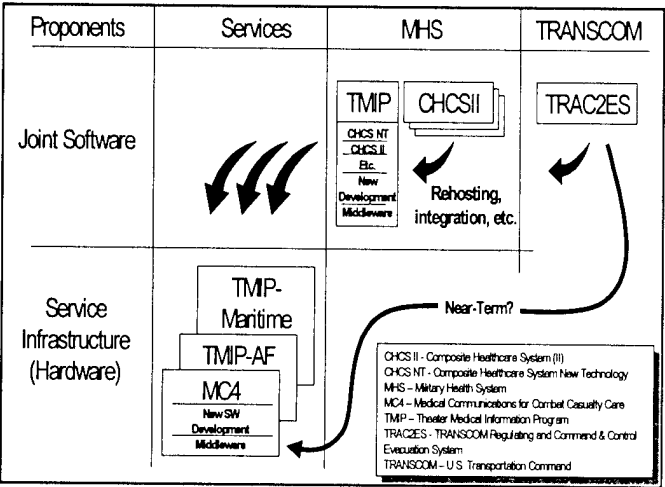 Proponents
Services
MHS
TRANSCOM
Joint Software
TMIP
CHCS NT
CHCS II
Etc.
New
Development
Middleware
CHCSII
Rehosting,
integration, etc.
TRAC2ES
Service
Infrastructure
(Hardware)
TMIP-
Maritime
TMIP-AF
MC4
New SW
Development
Middleware
Near-Term?
CHCS II - Composite Healthcare System (II)
CHCS NT - Composite Healthcare System New Technology
MHS – Military Health System
MC4 – Medical Communications for Combat Casualty Care
TMIP – Theater Medical Information Program
TRAC2ES - TRANSCOM Regulating and Command & Control
Evacuation System
TRANSCOM – U.S. Transportation Command